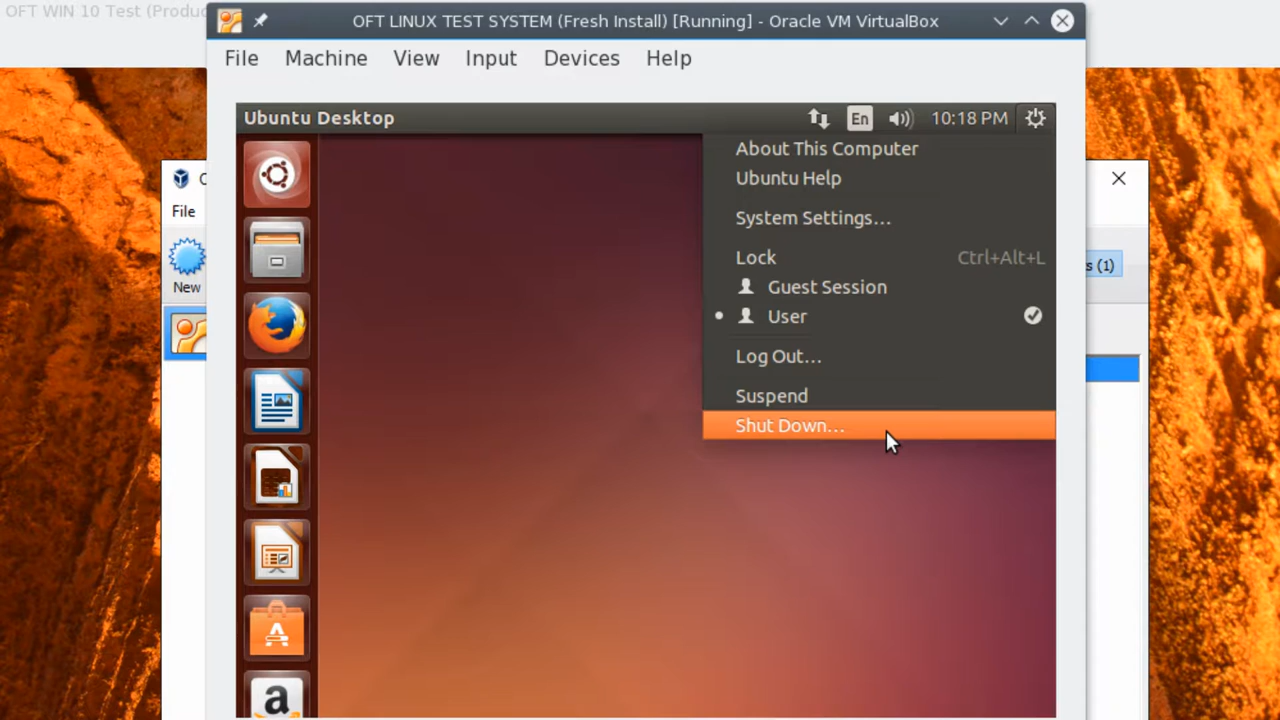 OFT WIN 10 Test (Produc
OFT LINUX TEST SYSTEM (Fresh Install) [Running] - Oracle VM VirtualBox
File Machine View Input Devices Help
Ubuntu Desktop
En
10:18 PM
About This Computer
Ubuntu Help
System Settings...
Lock Ctrl+Alt+L
Guest Session
User
Log Out...
Suspend
Shut Down...
File
New
s (1)
a